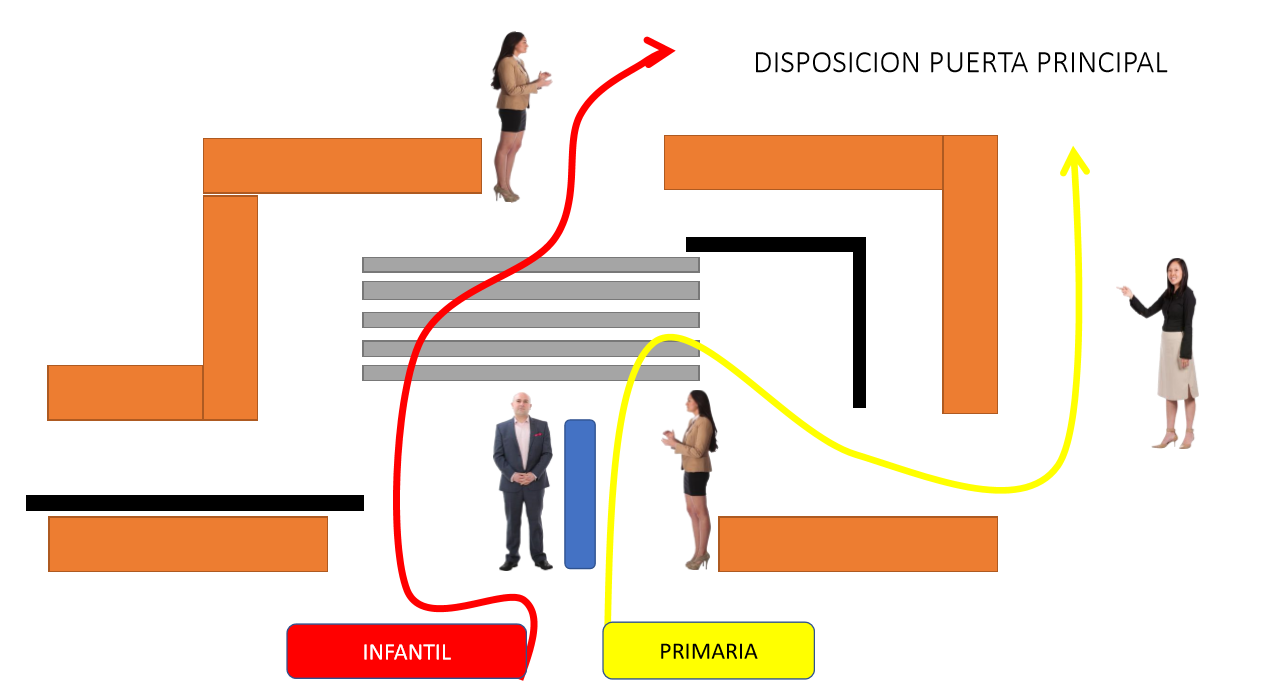 DISPOSICION PUERTA PRINCIPAL
INFANTIL
PRIMARIA